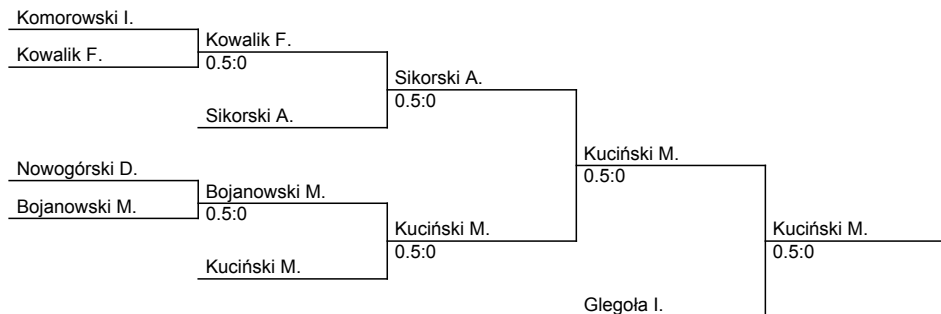 Komorowski I.
Kowalik F.
Kowalik F.
0.5:0
Sikorski A.
Sikorski A.
0.5:0
Nowogórski D.
Bojanowski M.
Bojanowski M.
0.5:0
Kuciński M.
Kuciński M.
0.5:0
Kuciński M.
0.5:0
Glegoła I.
Kuciński M.
0.5:0